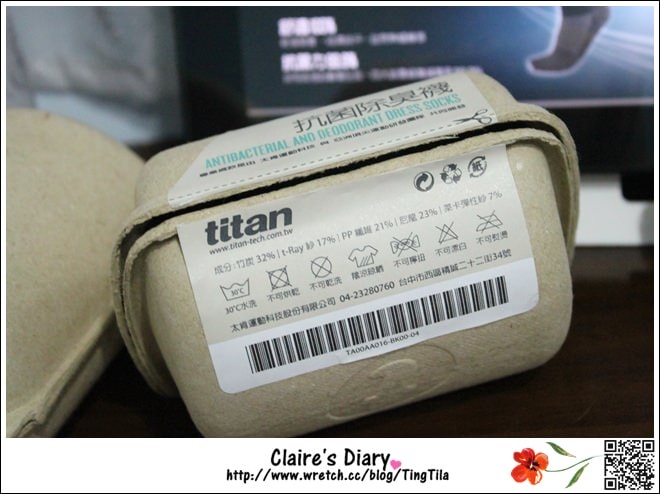 抗菌除臭襪
ANTIBACTERIAL AND DEODORANT DRESS SOCKS
titan
www.titan-tech.com.tw
成分:竹炭 32% | t-Ray 紗 17% | PP 纖維 21% | 尼龍 23% | 萊卡彈性紗 7%
30°C
30°C水洗 不可烘乾 不可乾洗 陰涼晾曬 不可擰扭 不可漂白 不可熨燙
太肯運動科技股份有限公司 04-23280760 台中市西區精誠二十二街34號
TA00AA016-BK00-04
Claire's Diary
http://www.wretch.cc/blog/TingTila